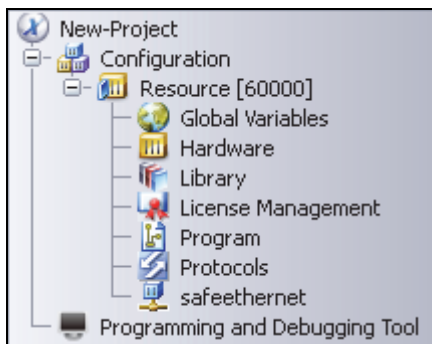 New-Project
Configuration
Resource [60000]
Global Variables
Hardware
Library
License Management
Program
Protocols
safeethernet
Programming and Debugging Tool